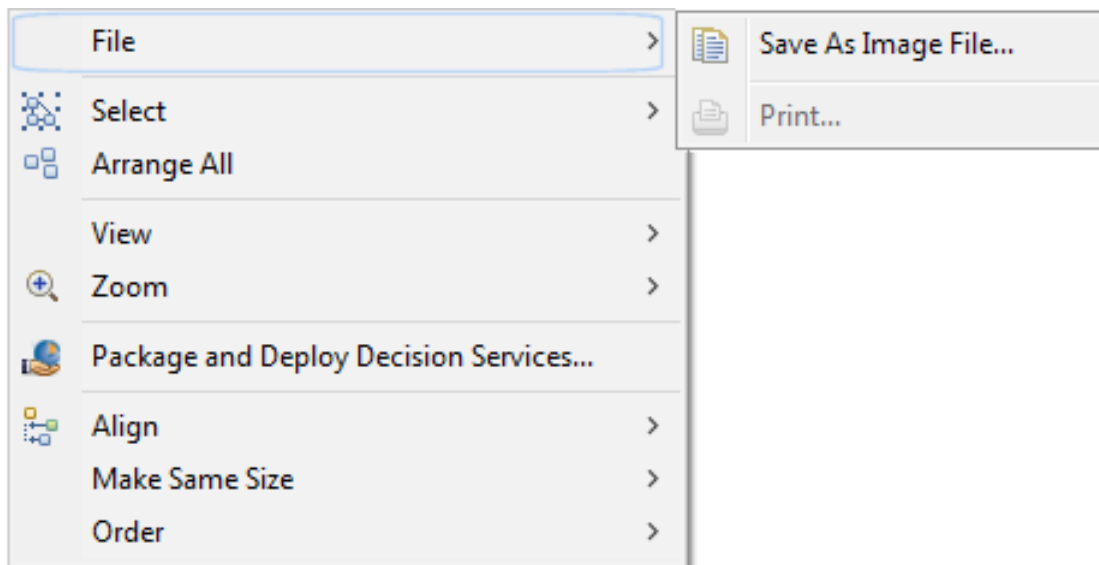 File
Save As Image File...
Print...
Select
Arrange All
View
Zoom
Package and Deploy Decision Services...
Align
Make Same Size
Order